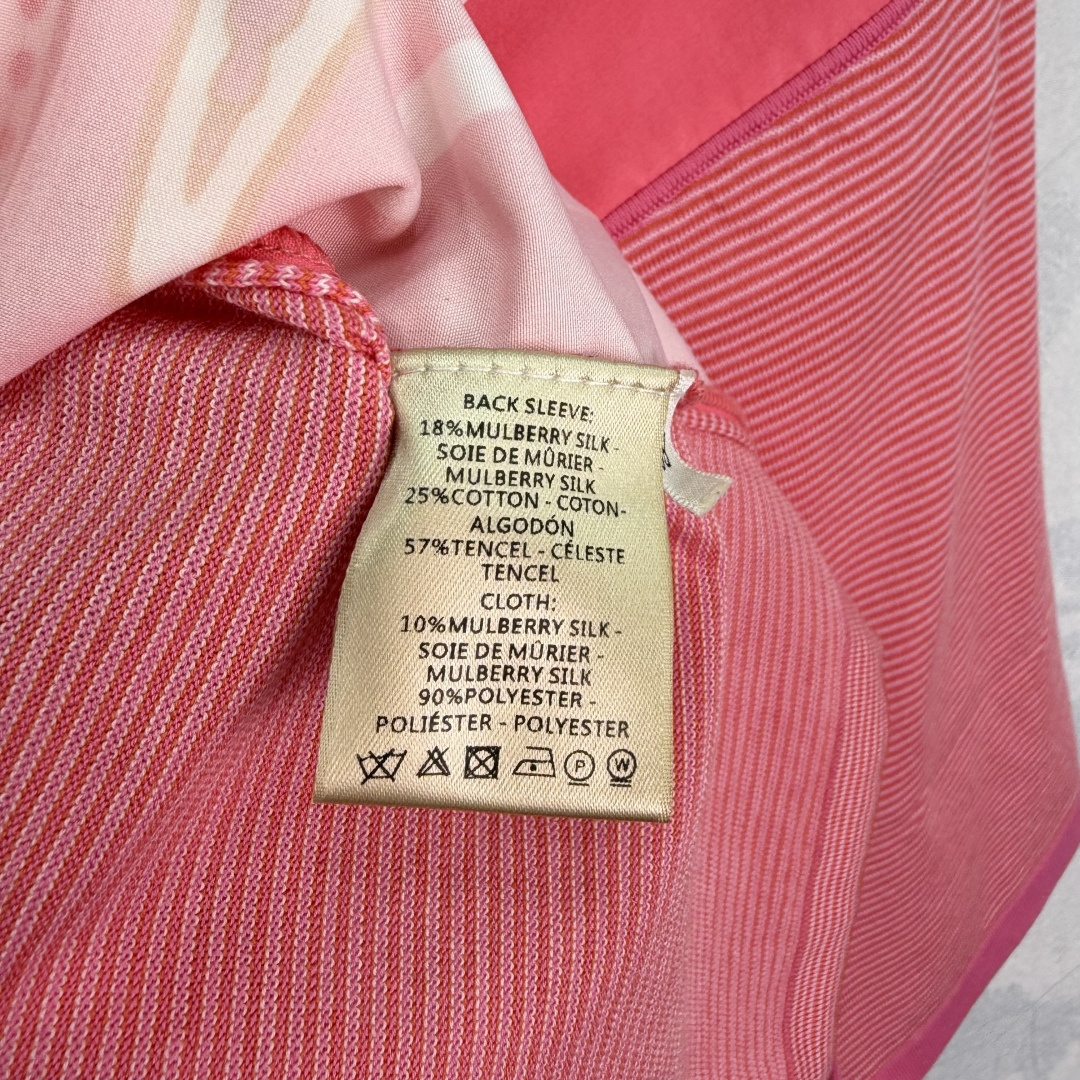 BACK SLEEVE:
18%MULBERRY SILK -
SOIE DE MÛRIER -
MULBERRY SILK
25%COTTON - COTON-
ALGODÓN
57%TENCEL - CÉLESTE
TENCEL
CLOTH:
10%MULBERRY SILK -
SOIE DE MÛRIER -
MULBERRY SILK
90%POLYESTER -
POLIÉSTER - POLYESTER
P W